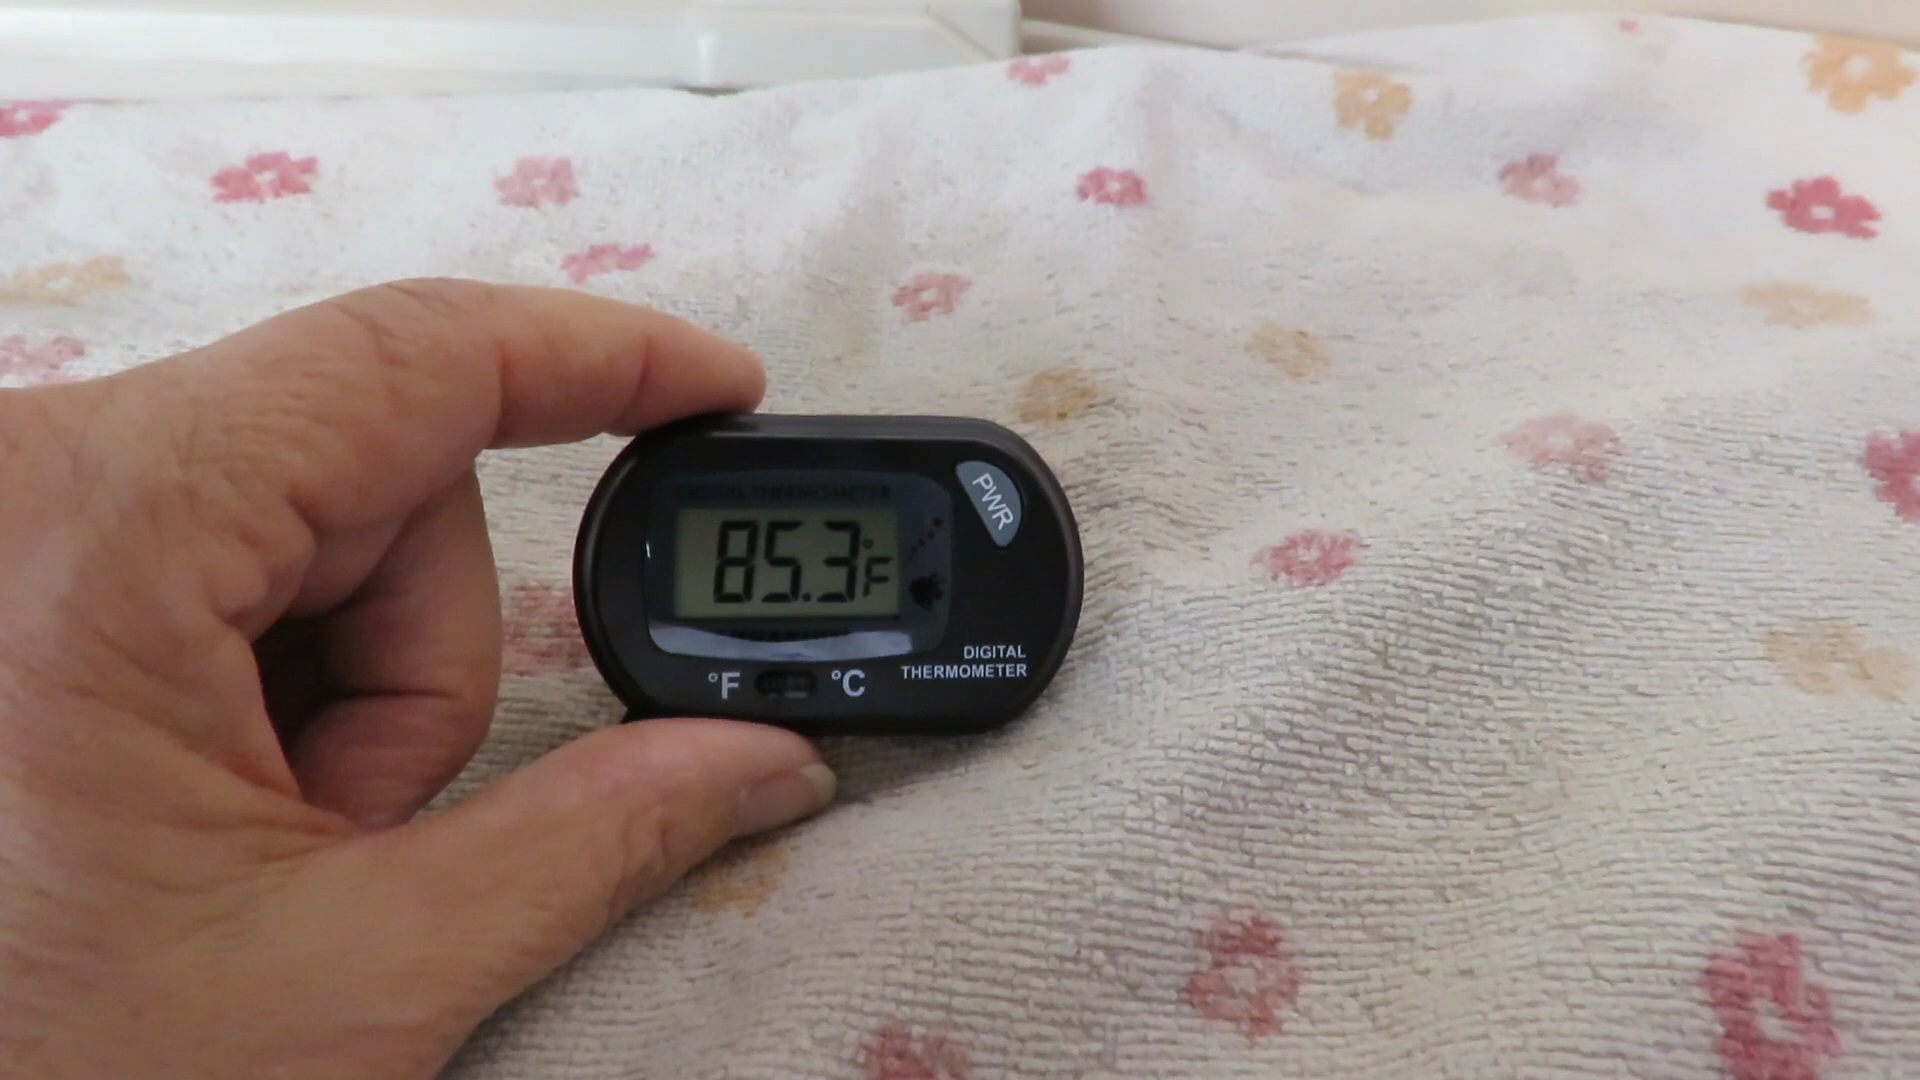 PWR
85.3°F
DIGITAL
THERMOMETER
°F °C